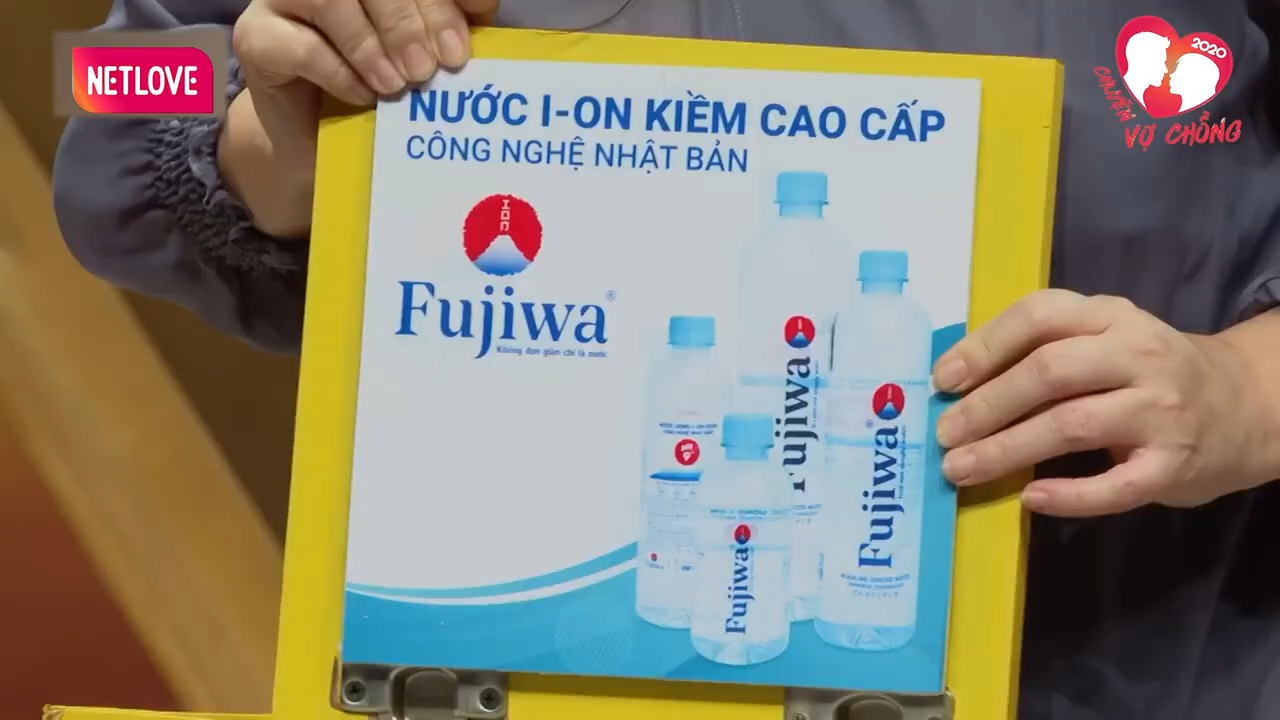 NETLOVE
2020
CHUYỆN
VỢ CHỒNG
NƯỚC I-ON KIỀM CAO CẤP
CÔNG NGHỆ NHẬT BẢN
Fujiwa®
Không đơn giản chỉ là nước
Fujiwa
Fujiwa®
Fujiwa